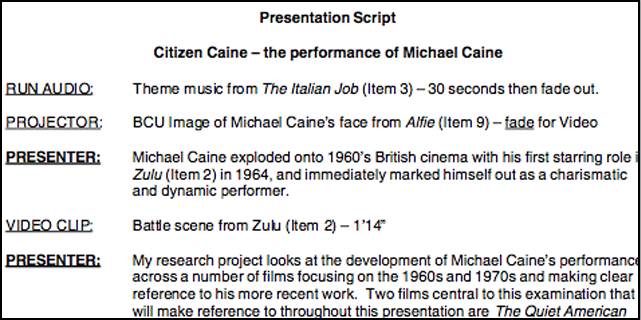 Presentation Script
Citizen Caine – the performance of Michael Caine
RUN AUDIO: Theme music from The Italian Job (Item 3) – 30 seconds then fade out.
PROJECTOR: BCU Image of Michael Caine's face from Alfie (Item 9) – fade for Video
PRESENTER: Michael Caine exploded onto 1960's British cinema with his first starring role
Zulu (Item 2) in 1964, and immediately marked himself out as a charismatic
and dynamic performer.
VIDEO CLIP: Battle scene from Zulu (Item 2) – 1'14”
PRESENTER: My research project looks at the development of Michael Caine's performance
across a number of films focusing on the 1960s and 1970s and making clear
reference to his more recent work. Two films central to this examination that
will make reference to throughout this presentation are The Quiet American